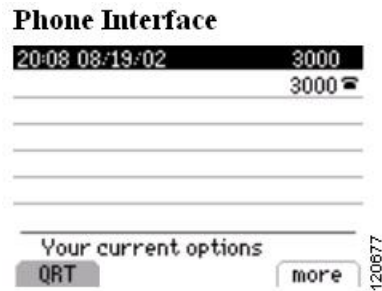 Phone Interface
20:08 08/19/02 3000
3000
Your current options
QRT more
120677